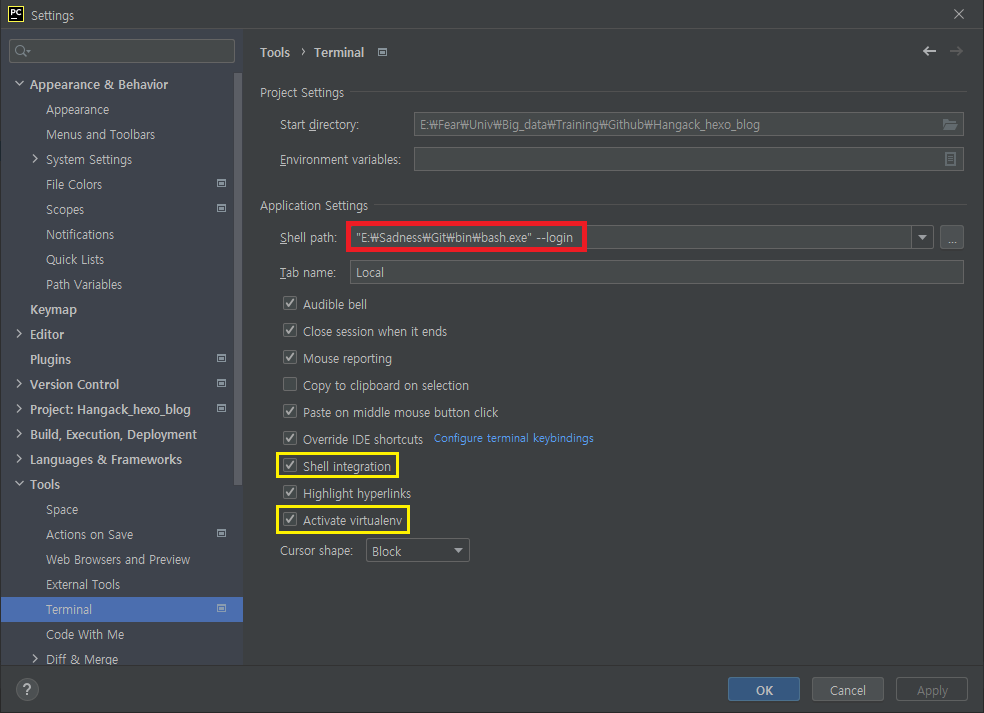 PC Settings
Tools › Terminal
Appearance & Behavior
Appearance
Menus and Toolbars
System Settings
File Colors
Scopes
Notifications
Quick Lists
Path Variables
Keymap
Editor
Plugins
Version Control
Project: Hangack_hexo_blog
Build, Execution, Deployment
Languages & Frameworks
Tools
Space
Actions on Save
Web Browsers and Preview
External Tools
Terminal
Code With Me
Diff & Merge
Project Settings
Start directory: E:₩Fear₩Univ₩Big_data₩Training₩Github₩Hangack_hexo_blog
Environment variables:
Application Settings
Shell path: "E:₩Sadness₩Git₩bin₩bash.exe" --login ...
Tab name: Local
Audible bell
Close session when it ends
Mouse reporting
Copy to clipboard on selection
Paste on middle mouse button click
Override IDE shortcuts Configure terminal keybindings
Shell integration
Highlight hyperlinks
Activate virtualenv
Cursor shape: Block
? OK Cancel Apply